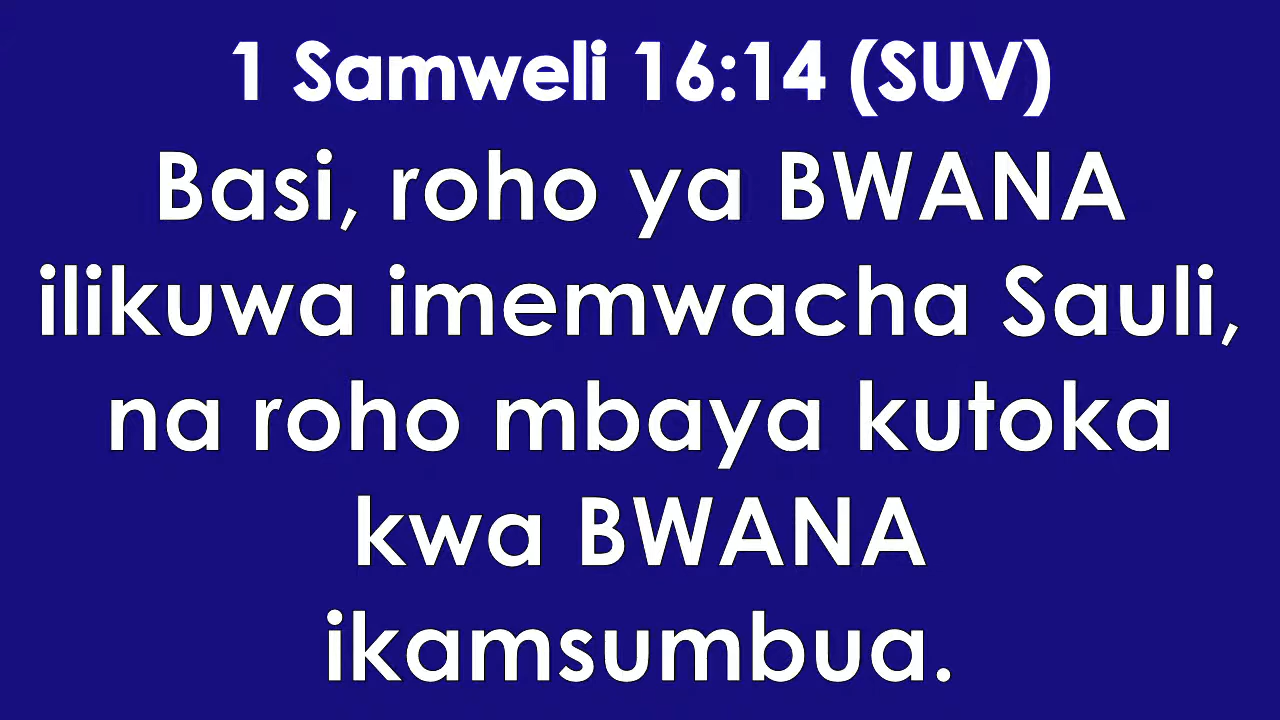 1 Samweli 16:14 (SUV)
Basi, roho ya BWANA
ilikuwa imemwacha Sauli,
na roho mbaya kutoka
kwa BWANA
ikamsumbua.